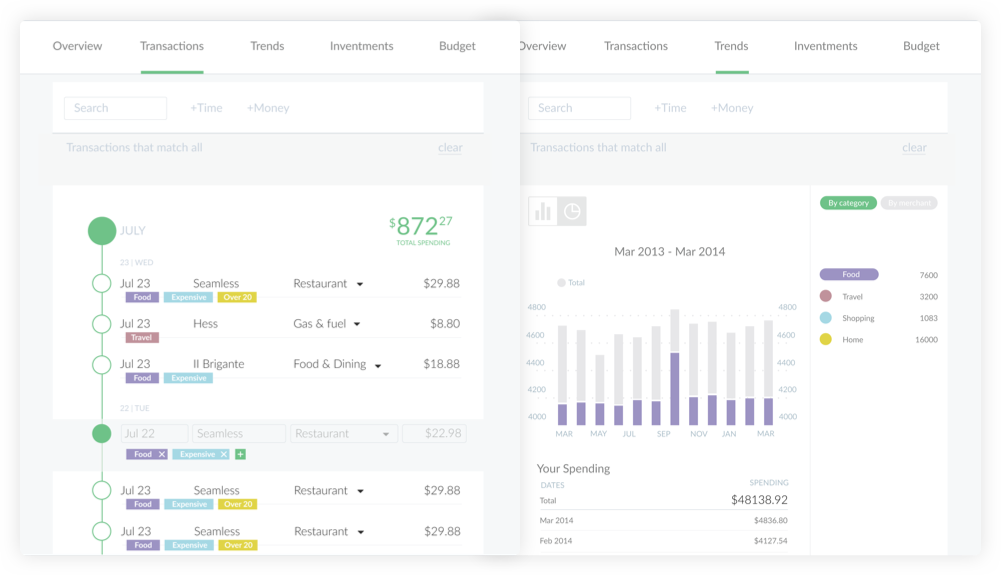 Overview Transactions Trends Inventments Budget
Search +Time +Money
Transactions that match all clear
JULY $872 27
TOTAL SPENDING
23 | WED
Jul 23 Seamless Restaurant $29.88
Food Expensive Over 20
Jul 23 Hess Gas & fuel $8.80
Travel
Jul 23 Il Brigante Food & Dining $18.88
Food Expensive
22 | TUE
Jul 22 Seamless Restaurant $22.98
Food X Expensive X +
Jul 23 Seamless Restaurant $29.88
Food Expensive Over 20
Jul 23 Seamless Restaurant $29.88
Food Expensive Over 20
Overview Transactions Trends Inventments Budget
Search +Time +Money
Transactions that match all clear
By category By merchant
Mar 2013 - Mar 2014
Total
4800 4800
4600 4600
4400 4400
4200 4200
4000 4000
MAR MAY JUL SEP NOV JAN MAR
Food 7600
Travel 3200
Shopping 1083
Home 16000
Your Spending
DATES SPENDING
Total $48138.92
Mar 2014 $4836.80
Feb 2014 $4127.54